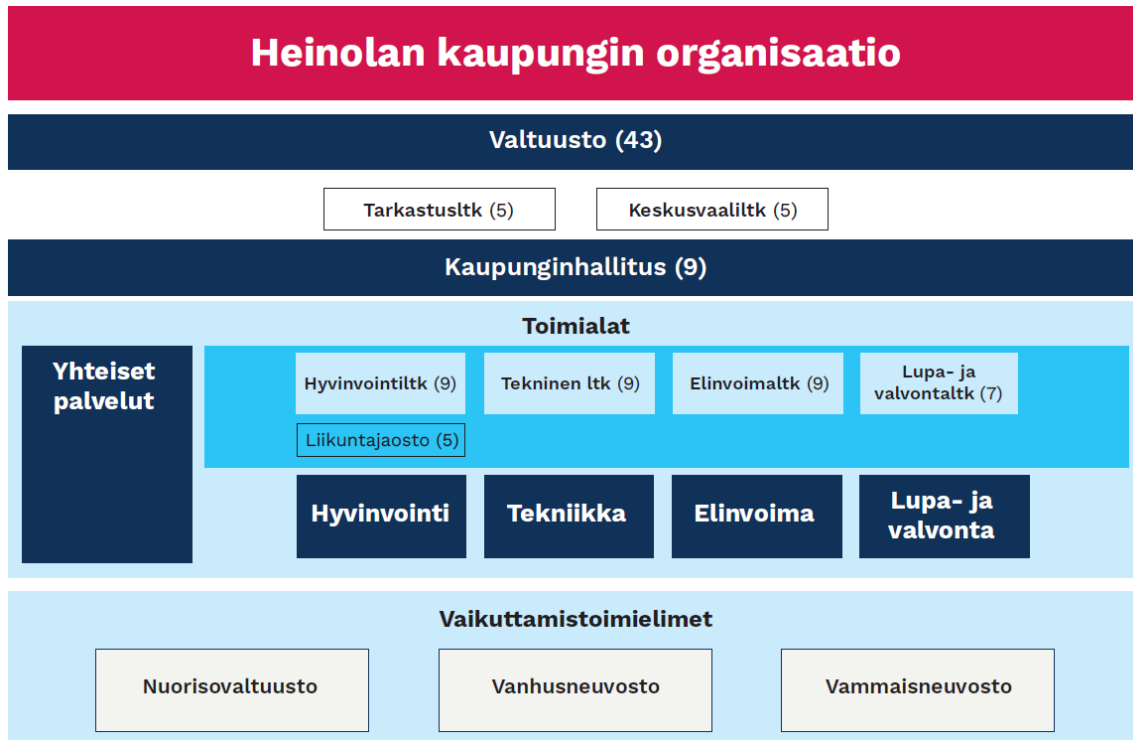 Heinolan kaupungin organisaatio
Valtuusto (43)
Tarkastusltk (5)
Keskusvaaliltk (5)
Kaupunginhallitus (9)
Toimialat
Yhteiset
palvelut
Hyvinvointiltk (9)
Tekninen ltk (9)
Elinvoimaltk (9)
Lupa- ja
valvontaltk (7)
Liikuntajaosto (5)
Hyvinvointi
Tekniikka
Elinvoima
Lupa- ja
valvonta
Vaikuttamistoimielimet
Nuorisovaltuusto
Vanhusneuvosto
Vammaisneuvosto